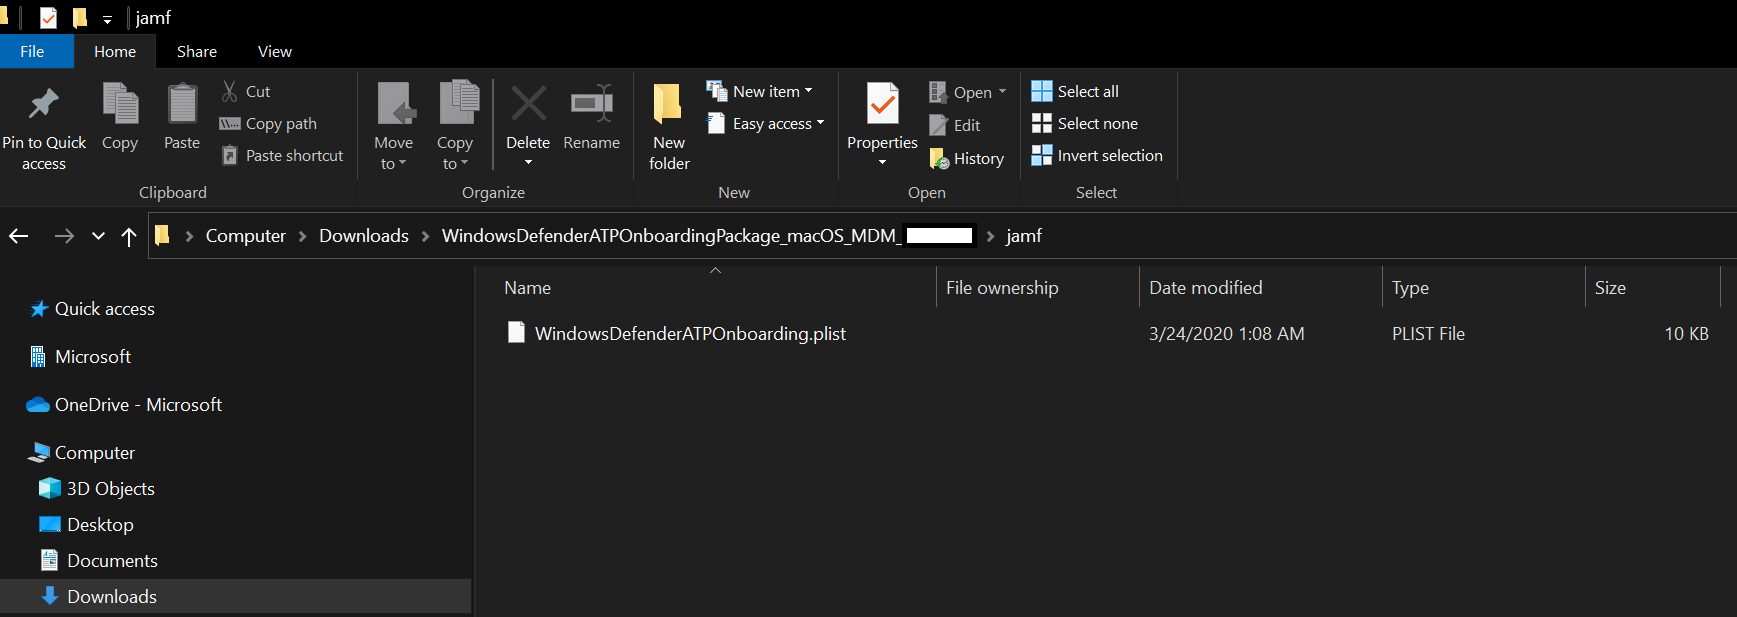 jamf
File Home Share View
Pin to Quick access
Copy
Paste
Cut
Copy path
Paste shortcut
Clipboard
Move to
Copy to
Delete
Rename
Organize
New folder
New item
Easy access
New
Properties
Open
Edit
History
Open
Select all
Select none
Invert selection
Select
Computer Downloads WindowsDefenderATPOnboardingPackage_macOS_MDM_ jamf
Quick access
Microsoft
OneDrive - Microsoft
Computer
3D Objects
Desktop
Documents
Downloads
Name File ownership Date modified Type Size
WindowsDefenderATPOnboarding.plist 3/24/2020 1:08 AM PLIST File 10 KB